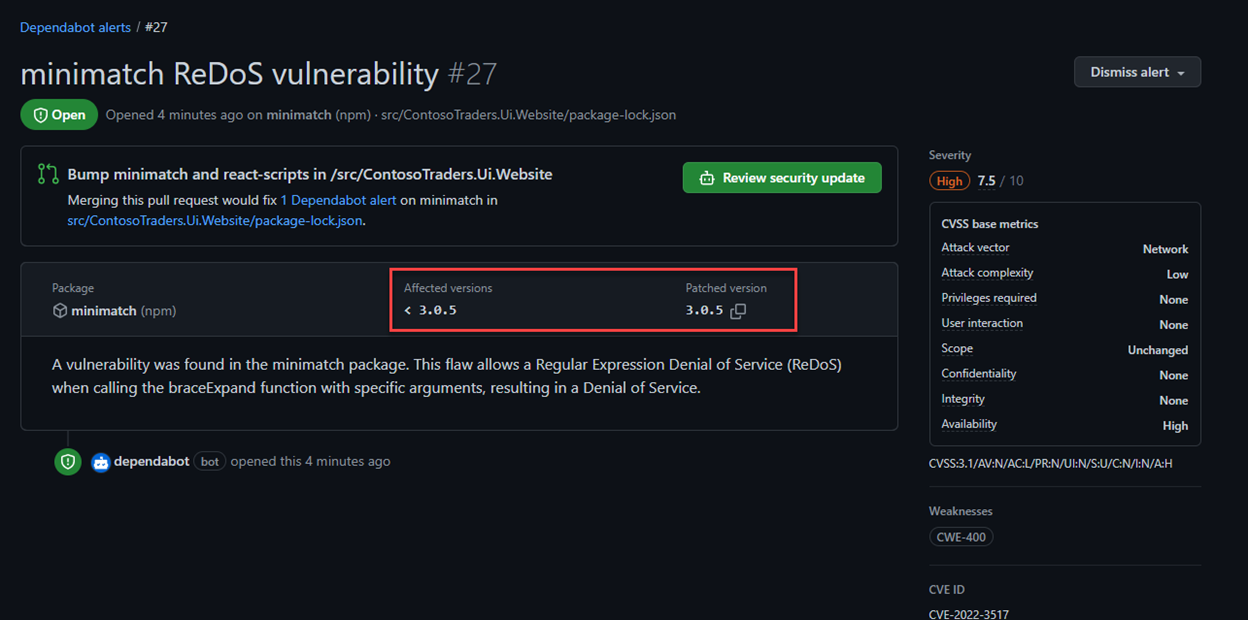 Dependabot alerts / #27
minimatch ReDoS vulnerability #27
Dismiss alert
Open Opened 4 minutes ago on minimatch (npm) · src/ContosoTraders.Ui.Website/package-lock.json
Bump minimatch and react-scripts in /src/ContosoTraders.Ui.Website
Merging this pull request would fix 1 Dependabot alert on minimatch in
src/ContosoTraders.Ui.Website/package-lock.json.
Review security update
Package Affected versions Patched version
minimatch (npm) < 3.0.5 3.0.5
A vulnerability was found in the minimatch package. This flaw allows a Regular Expression Denial of Service (ReDoS)
when calling the braceExpand function with specific arguments, resulting in a Denial of Service.
dependabot bot opened this 4 minutes ago
Severity
High 7.5 / 10
CVSS base metrics
Attack vector Network
Attack complexity Low
Privileges required None
User interaction None
Scope Unchanged
Confidentiality None
Integrity None
Availability High
CVSS:3.1/AV:N/AC:L/PR:N/UI:N/S:U/C:N/I:N/A:H
Weaknesses
CWE-400
CVE ID
CVE-2022-3517